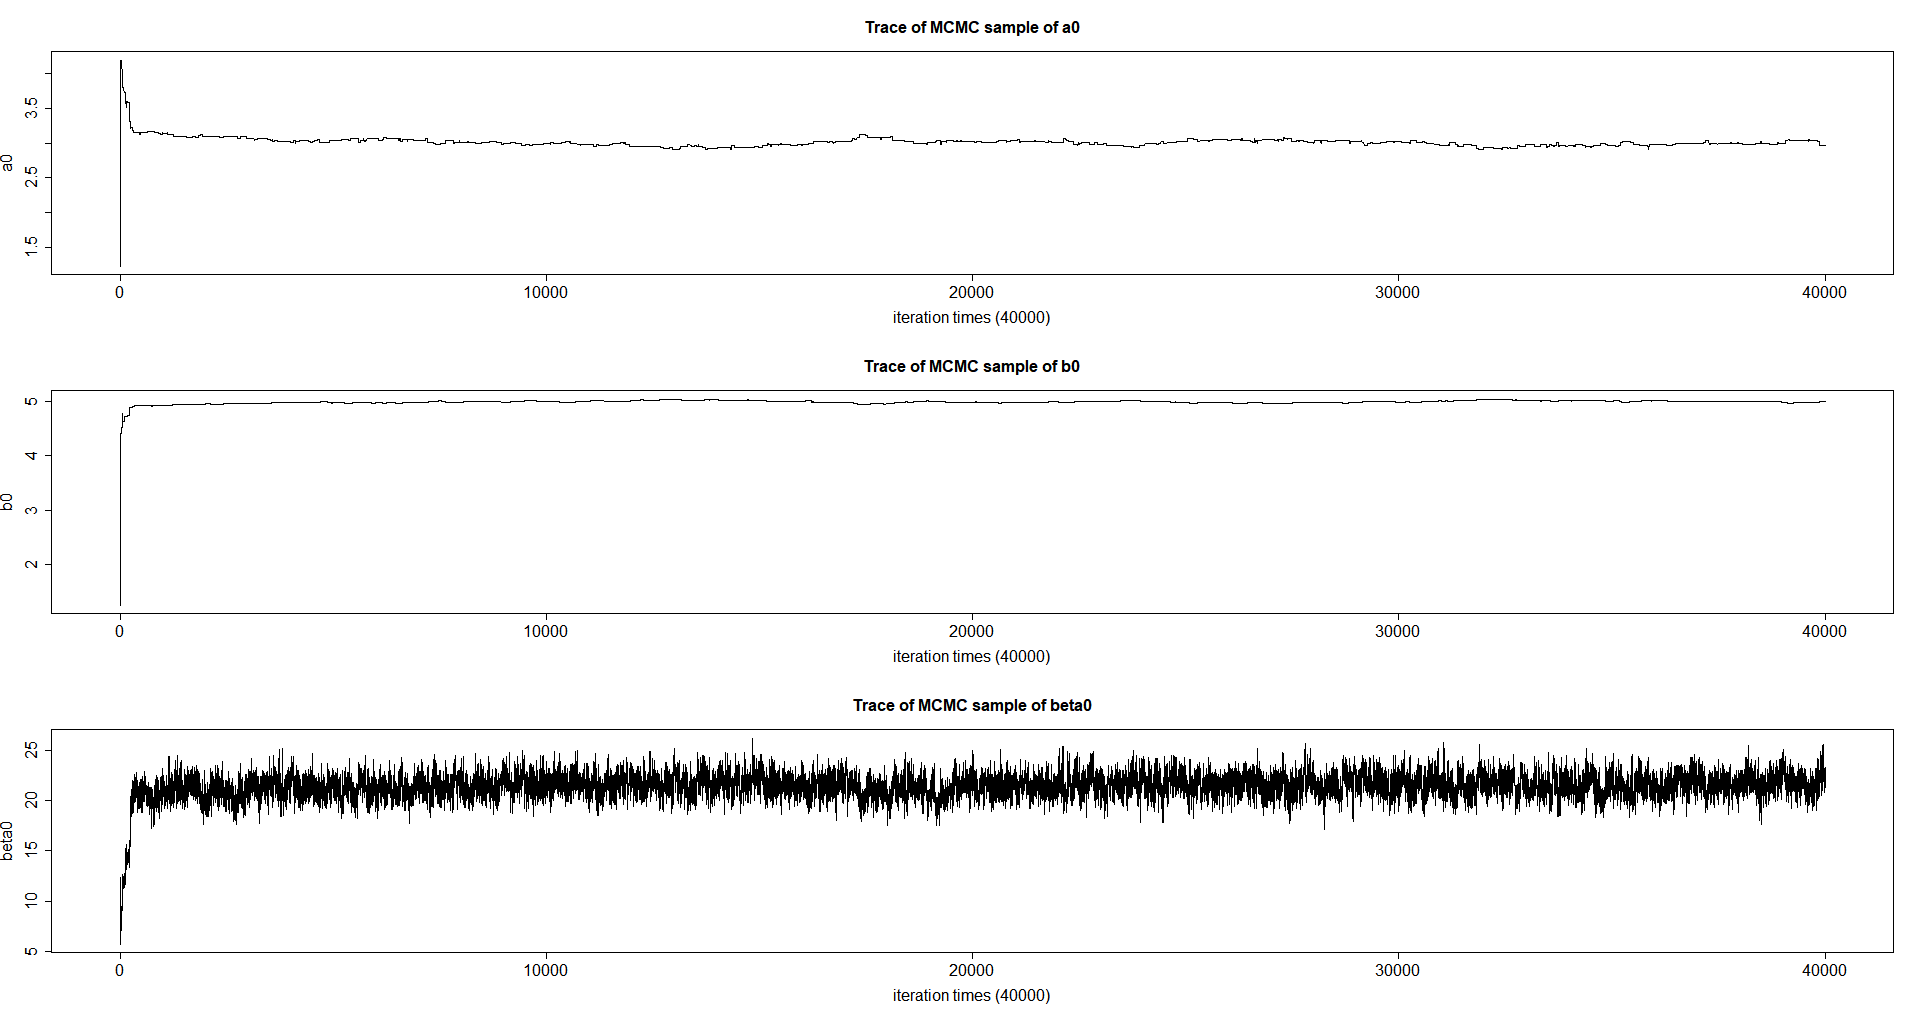 Trace of MCMC sample of a0
a0
3.5
2.5
1.5
0 10000 20000 30000 40000
iteration times (40000)
Trace of MCMC sample of b0
b0
5
4
3
2
0 10000 20000 30000 40000
iteration times (40000)
Trace of MCMC sample of beta0
beta0
25
20
15
10
5
0 10000 20000 30000 40000
iteration times (40000)